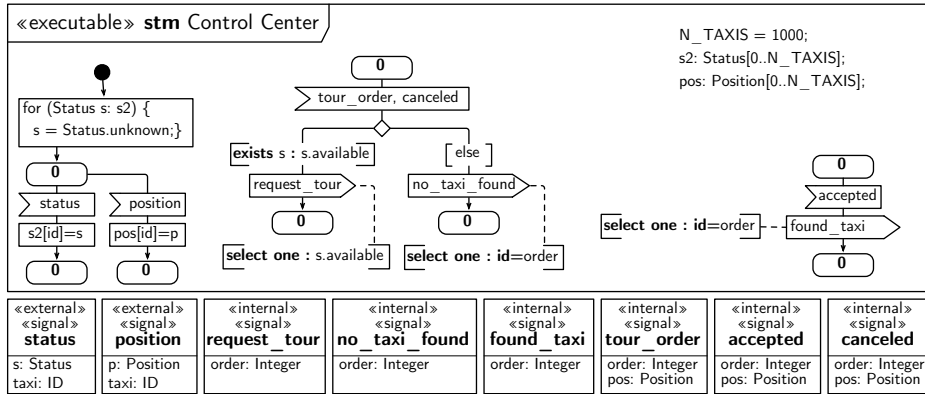 «executable» stm Control Center
N_TAXIS = 1000;
s2: Status[0..N_TAXIS];
pos: Position[0..N_TAXIS];
for (Status s: s2) {
s = Status.unknown;}
0
status
position
s2[id]=s
pos[id]=p
0
0
0
tour_order, canceled
exists s : s.available
else
request_tour
no_taxi_found
0
0
select one : s.available
select one : id=order
0
accepted
select one : id=order
found_taxi
0
«external»
«signal»
status
s: Status
taxi: ID
«external»
«signal»
position
p: Position
taxi: ID
«internal»
«signal»
request_tour
order: Integer
«internal»
«signal»
no_taxi_found
order: Integer
«internal»
«signal»
found_taxi
order: Integer
«internal»
«signal»
tour_order
order: Integer
pos: Position
«internal»
«signal»
accepted
order: Integer
pos: Position
«internal»
«signal»
canceled
order: Integer
pos: Position